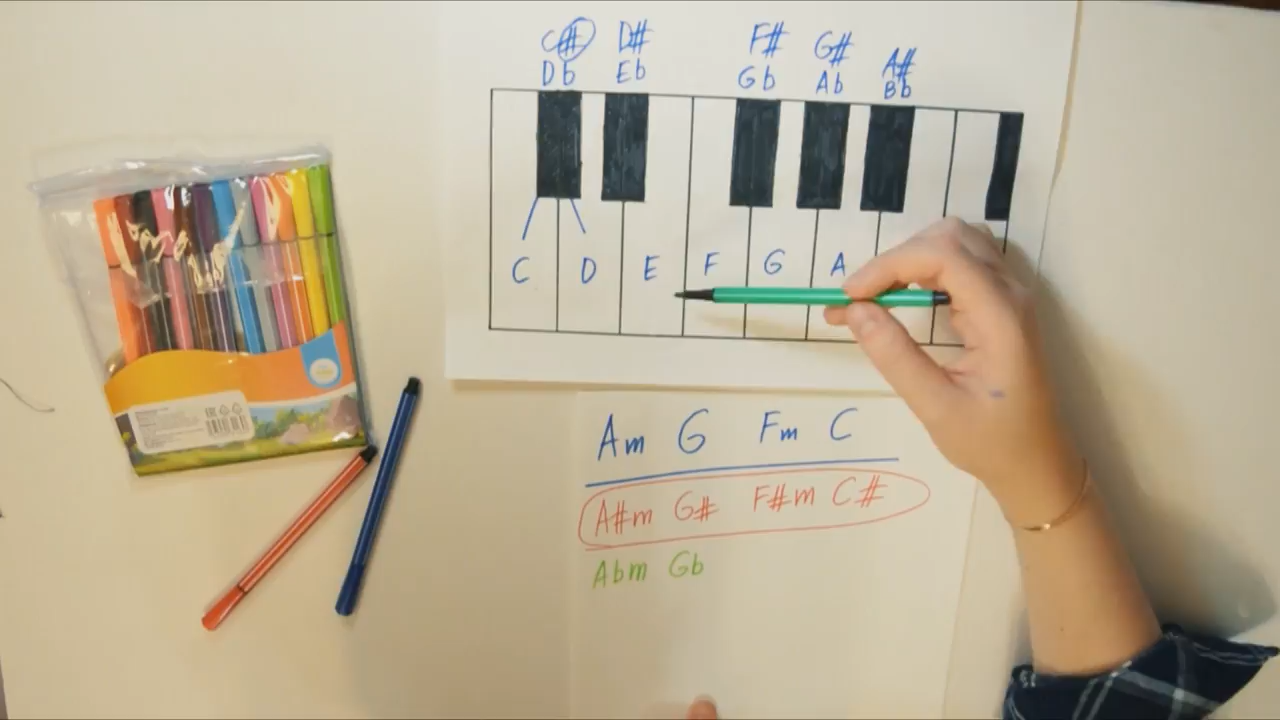 C# D# F# G# A#
Db Eb Gb Ab Bb
C D E F G A
Am G Fm C
A#m G# F#m C#
Abm Gb